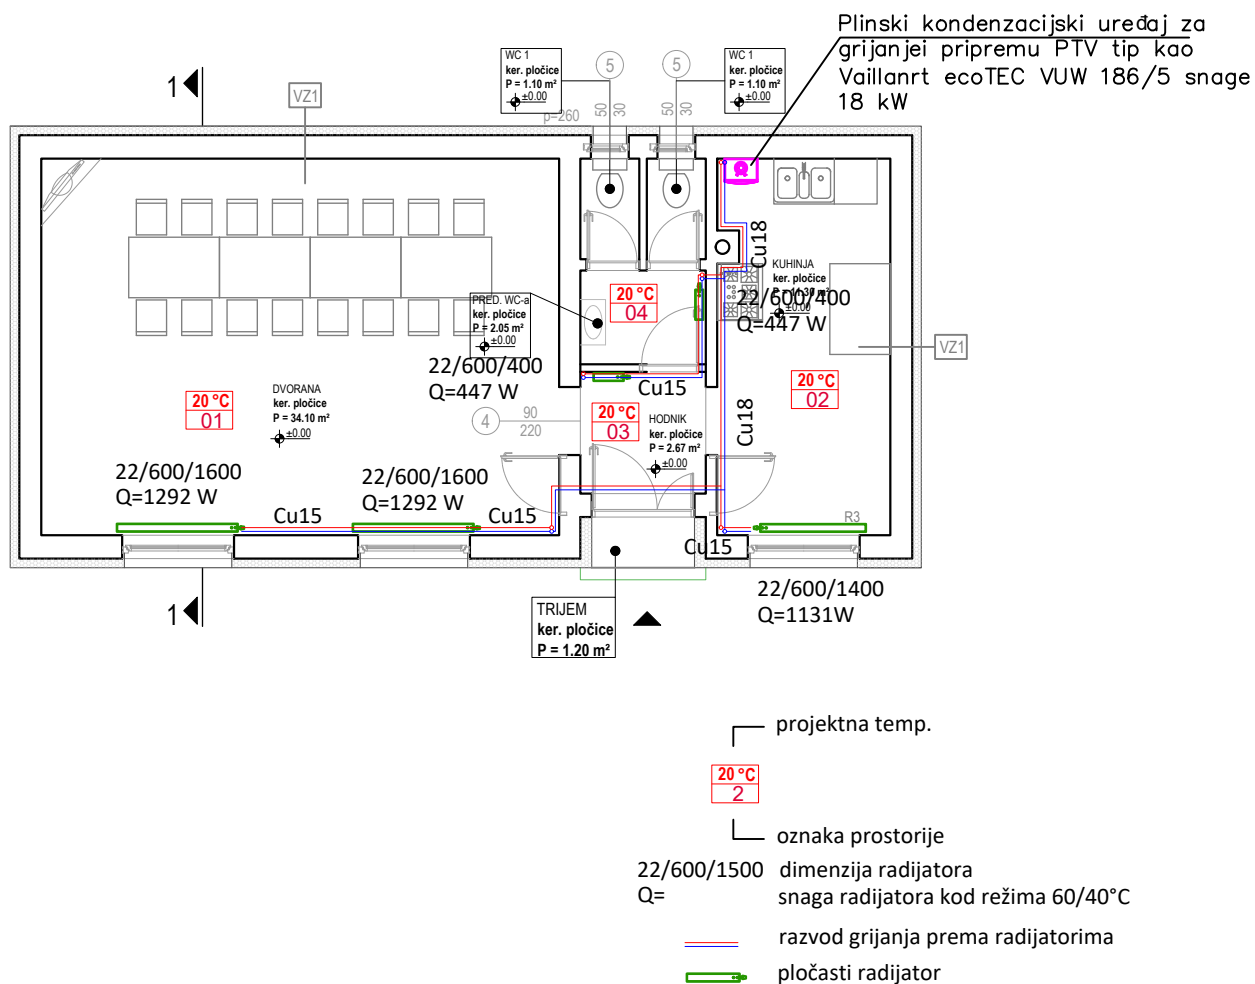 Plinski kondenzacijski uređaj za
grijanjei pripremu PTV tip kao
Vaillanrt ecoTEC VUW 186/5 snage
18 kW
WC 1
ker. pločice
P = 1.10 m²
±0.00
5
5
WC 1
ker. pločice
P = 1.10 m²
±0.00
1
VZ1
p=260
50
30
50
30
Cu18
KUHINJA
ker. pločice
±0.00
22/600/400
Q=447 W
20 °C
04
PRED. WC-a
ker. pločice
P = 2.05 m²
±0.00
VZ1
22/600/400
Q=447 W
Cu15
20 °C
02
DVORANA
ker. pločice
P = 34.10 m²
±0.00
20 °C
01
4
90
220
20 °C
03
HODNIK
ker. pločice
P = 2.67 m²
±0.00
Cu18
22/600/1600
Q=1292 W
22/600/1600
Q=1292 W
Cu15
Cu15
R3
Cu15
22/600/1400
Q=1131W
1
TRIJEM
ker. pločice
P = 1.20 m²
projektna temp.
20 °C
2
oznaka prostorije
22/600/1500 dimenzija radijatora
Q= snaga radijatora kod režima 60/40°C
razvod grijanja prema radijatorima
pločasti radijator